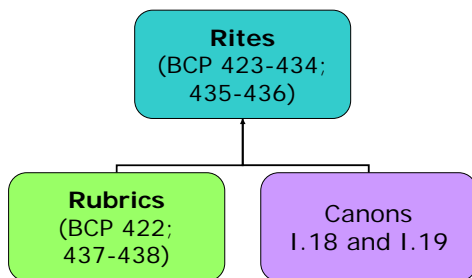 Rites
(BCP 423-434;
435-436)
Rubrics
(BCP 422;
437-438)
Canons
I.18 and I.19